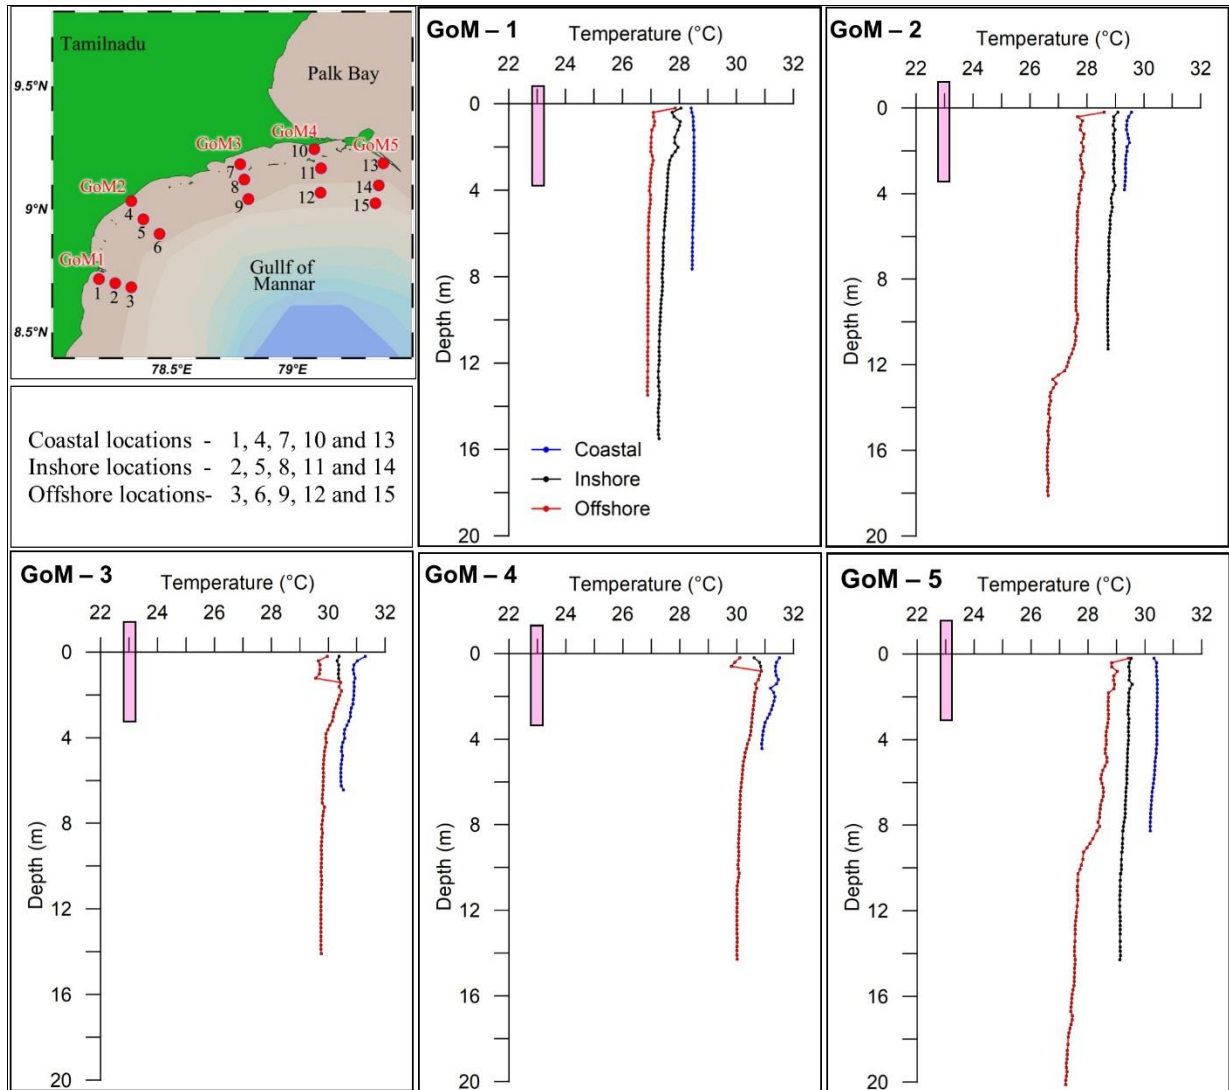 Tamilnadu
Palk Bay
9.5°N
GoM4
GoM3
10
GoM5
7
11
13
8
GoM2
14
9
12
15
4
9°N
5
6
GoM1
Gullf of
Mannar
1 2 3
8.5°N
78.5°E 79°E
Coastal locations - 1, 4, 7, 10 and 13
Inshore locations - 2, 5, 8, 11 and 14
Offshore locations- 3, 6, 9, 12 and 15
GoM – 1
Temperature (°C)
22 24 26 28 30 32
0
4
8
Depth (m)
12
16
20
Coastal
Inshore
Offshore
GoM – 2
Temperature (°C)
22 24 26 28 30 32
0
4
8
Depth (m)
12
16
20
GoM – 3
Temperature (°C)
22 24 26 28 30 32
0
4
8
Depth (m)
12
16
20
GoM – 4
Temperature (°C)
22 24 26 28 30 32
0
4
8
Depth (m)
12
16
20
GoM – 5
Temperature (°C)
22 24 26 28 30 32
0
4
8
Depth (m)
12
16
20